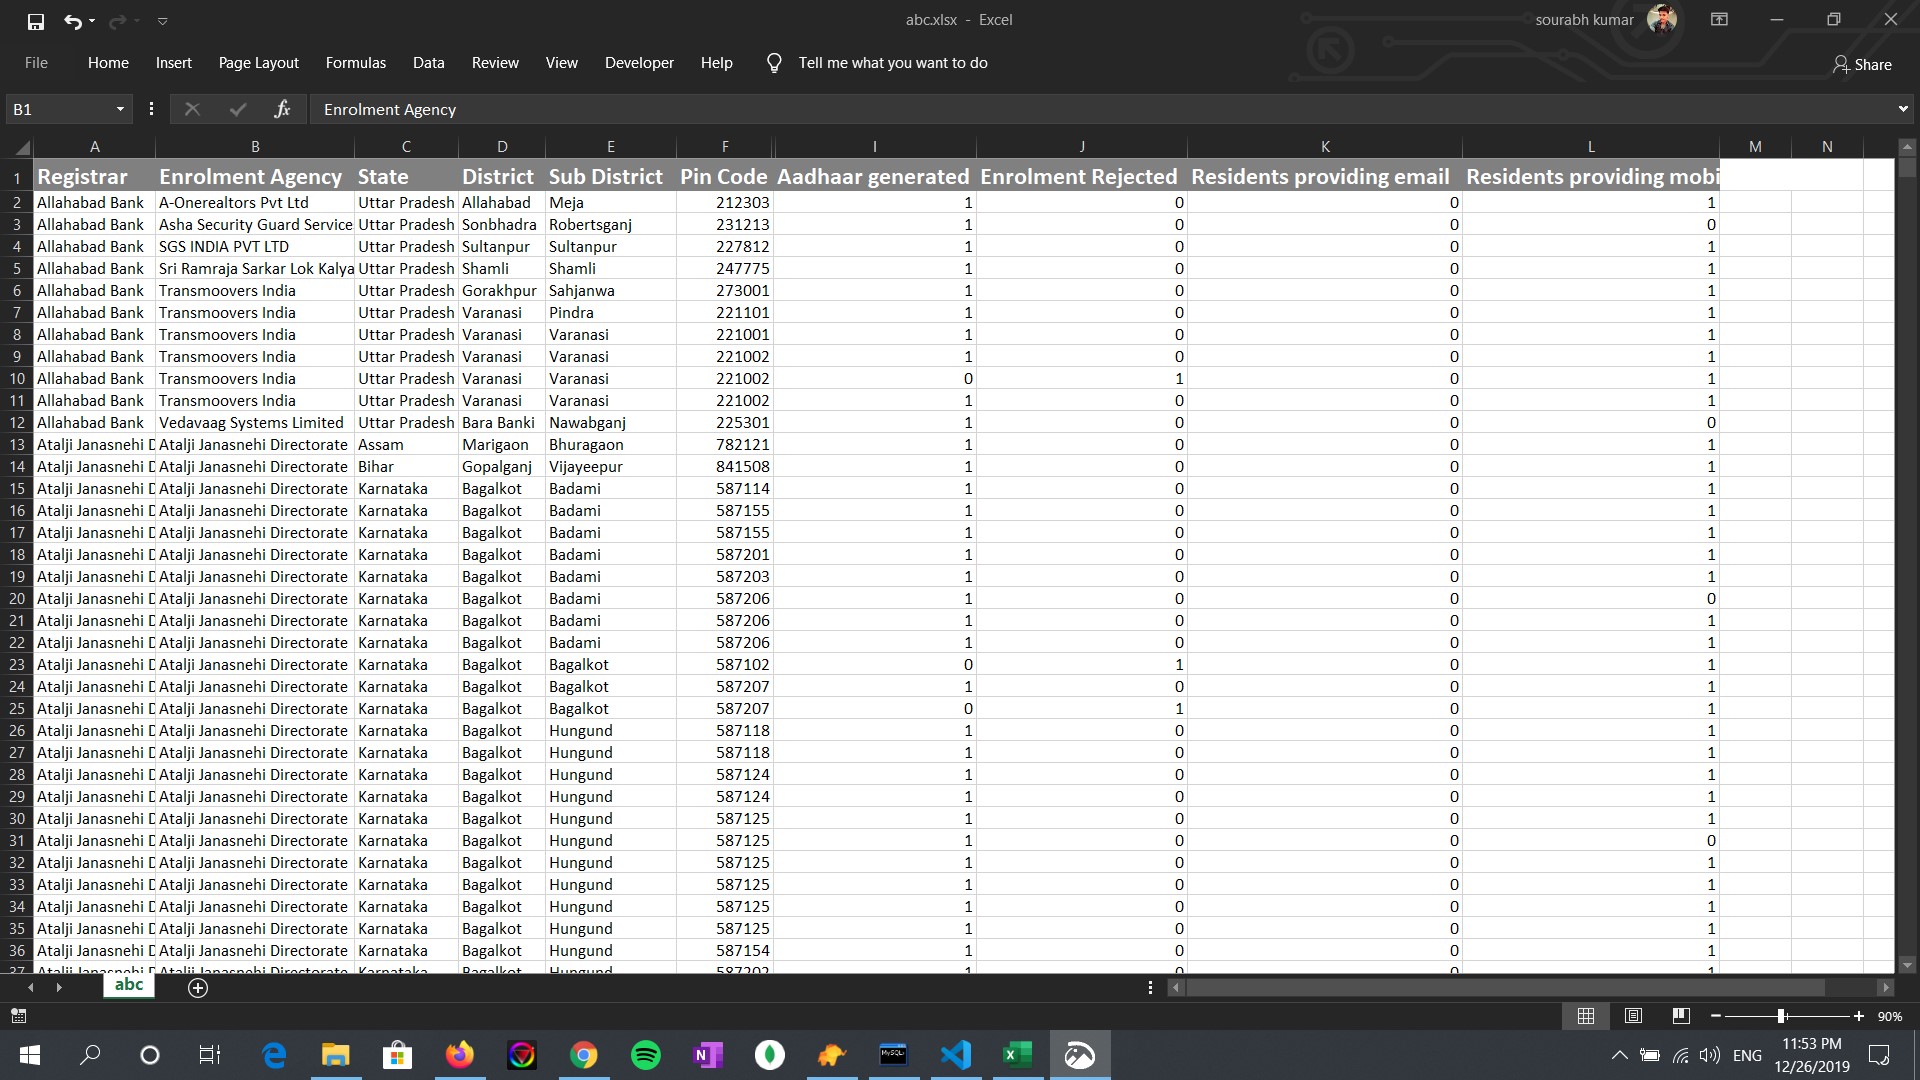 abc.xlsx - Excel
sourabh kumar
File Home Insert Page Layout Formulas Data Review View Developer Help Tell me what you want to do Share
B1 fx Enrolment Agency
A B C D E F I J K L M N
1 Registrar Enrolment Agency State District Sub District Pin Code Aadhaar generated Enrolment Rejected Residents providing email Residents providing mobi
2 Allahabad Bank A-Onerealtors Pvt Ltd Uttar Pradesh Allahabad Meja 212303 1 0 0 1
3 Allahabad Bank Asha Security Guard Service Uttar Pradesh Sonbhadra Robertsganj 231213 1 0 0 0
4 Allahabad Bank SGS INDIA PVT LTD Uttar Pradesh Sultanpur Sultanpur 227812 1 0 0 1
5 Allahabad Bank Sri Ramraja Sarkar Lok Kalya Uttar Pradesh Shamli Shamli 247775 1 0 0 1
6 Allahabad Bank Transmoovers India Uttar Pradesh Gorakhpur Sahjanwa 273001 1 0 0 1
7 Allahabad Bank Transmoovers India Uttar Pradesh Varanasi Pindra 221101 1 0 0 1
8 Allahabad Bank Transmoovers India Uttar Pradesh Varanasi Varanasi 221001 1 0 0 1
9 Allahabad Bank Transmoovers India Uttar Pradesh Varanasi Varanasi 221002 1 0 0 1
10 Allahabad Bank Transmoovers India Uttar Pradesh Varanasi Varanasi 221002 0 1 0 1
11 Allahabad Bank Transmoovers India Uttar Pradesh Varanasi Varanasi 221002 1 0 0 1
12 Allahabad Bank Vedavaag Systems Limited Uttar Pradesh Bara Banki Nawabganj 225301 1 0 0 0
13 Atalji Janasnehi D Atalji Janasnehi Directorate Assam Marigaon Bhuragaon 782121 1 0 0 1
14 Atalji Janasnehi D Atalji Janasnehi Directorate Bihar Gopalganj Vijayeepur 841508 1 0 0 1
15 Atalji Janasnehi D Atalji Janasnehi Directorate Karnataka Bagalkot Badami 587114 1 0 0 1
16 Atalji Janasnehi D Atalji Janasnehi Directorate Karnataka Bagalkot Badami 587155 1 0 0 1
17 Atalji Janasnehi D Atalji Janasnehi Directorate Karnataka Bagalkot Badami 587155 1 0 0 1
18 Atalji Janasnehi D Atalji Janasnehi Directorate Karnataka Bagalkot Badami 587201 1 0 0 1
19 Atalji Janasnehi D Atalji Janasnehi Directorate Karnataka Bagalkot Badami 587203 1 0 0 1
20 Atalji Janasnehi D Atalji Janasnehi Directorate Karnataka Bagalkot Badami 587206 1 0 0 0
21 Atalji Janasnehi D Atalji Janasnehi Directorate Karnataka Bagalkot Badami 587206 1 0 0 1
22 Atalji Janasnehi D Atalji Janasnehi Directorate Karnataka Bagalkot Badami 587206 1 0 0 1
23 Atalji Janasnehi D Atalji Janasnehi Directorate Karnataka Bagalkot Bagalkot 587102 0 1 0 1
24 Atalji Janasnehi D Atalji Janasnehi Directorate Karnataka Bagalkot Bagalkot 587207 1 0 0 1
25 Atalji Janasnehi D Atalji Janasnehi Directorate Karnataka Bagalkot Bagalkot 587207 0 1 0 1
26 Atalji Janasnehi D Atalji Janasnehi Directorate Karnataka Bagalkot Hungund 587118 1 0 0 1
27 Atalji Janasnehi D Atalji Janasnehi Directorate Karnataka Bagalkot Hungund 587118 1 0 0 1
28 Atalji Janasnehi D Atalji Janasnehi Directorate Karnataka Bagalkot Hungund 587124 1 0 0 1
29 Atalji Janasnehi D Atalji Janasnehi Directorate Karnataka Bagalkot Hungund 587124 1 0 0 1
30 Atalji Janasnehi D Atalji Janasnehi Directorate Karnataka Bagalkot Hungund 587125 1 0 0 1
31 Atalji Janasnehi D Atalji Janasnehi Directorate Karnataka Bagalkot Hungund 587125 1 0 0 0
32 Atalji Janasnehi D Atalji Janasnehi Directorate Karnataka Bagalkot Hungund 587125 1 0 0 1
33 Atalji Janasnehi D Atalji Janasnehi Directorate Karnataka Bagalkot Hungund 587125 1 0 0 1
34 Atalji Janasnehi D Atalji Janasnehi Directorate Karnataka Bagalkot Hungund 587125 1 0 0 1
35 Atalji Janasnehi D Atalji Janasnehi Directorate Karnataka Bagalkot Hungund 587125 1 0 0 1
36 Atalji Janasnehi D Atalji Janasnehi Directorate Karnataka Bagalkot Hungund 587154 1 0 0 1
37 Atalji Janasnehi D Atalji Janasnehi Directorate Karnataka Bagalkot Hungund 587202 1 0 0 1
abc
90%
MySQL
ENG
11:53 PM
12/26/2019